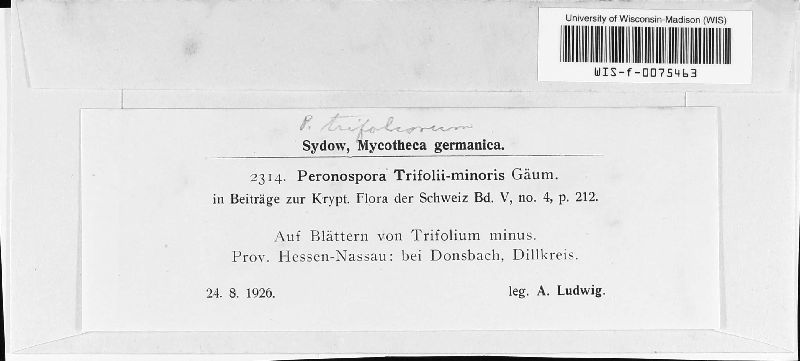 University of Wisconsin-Madison (WIS)
WIS-f-0075463
P. trifoliorum
Sydow, Mycotheca germanica.
2314. Peronospora Trifolii-minoris Gäum.
in Beiträge zur Krypt. Flora der Schweiz Bd. V, no. 4, p. 212.
Auf Blättern von Trifolium minus.
Prov. Hessen-Nassau: bei Donsbach, Dillkreis.
24. 8. 1926. leg. A. Ludwig.